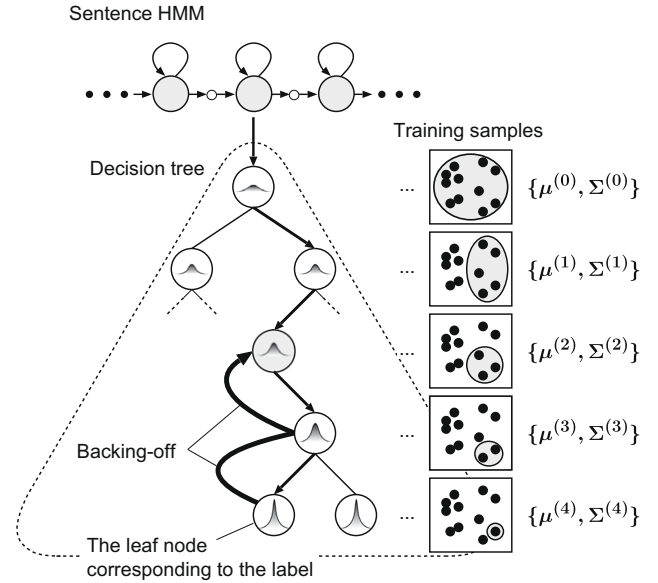 Sentence HMM
Training samples
Decision tree
... {μ(0), Σ(0)}
... {μ(1), Σ(1)}
... {μ(2), Σ(2)}
... {μ(3), Σ(3)}
Backing-off
... {μ(4), Σ(4)}
The leaf node
corresponding to the label